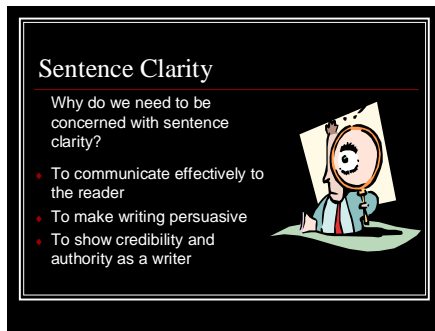 Sentence Clarity
Why do we need to be
concerned with sentence
clarity?
To communicate effectively to
the reader
To make writing persuasive
To show credibility and
authority as a writer